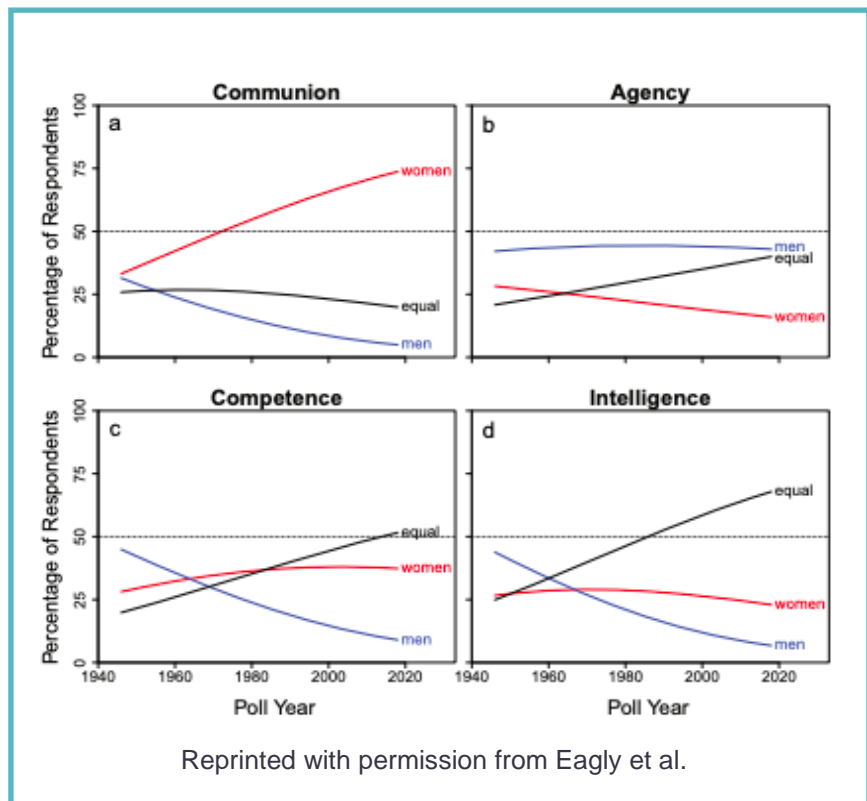 Communion
Agency
Percentage of Respondents
100
75
50
25
0
a
women
equal
men
b
men
equal
women
Competence
Intelligence
Percentage of Respondents
100
75
50
25
0
c
equal
women
men
d
equal
women
men
1940 1960 1980 2000 2020
1940 1960 1980 2000 2020
Poll Year
Poll Year
Reprinted with permission from Eagly et al.